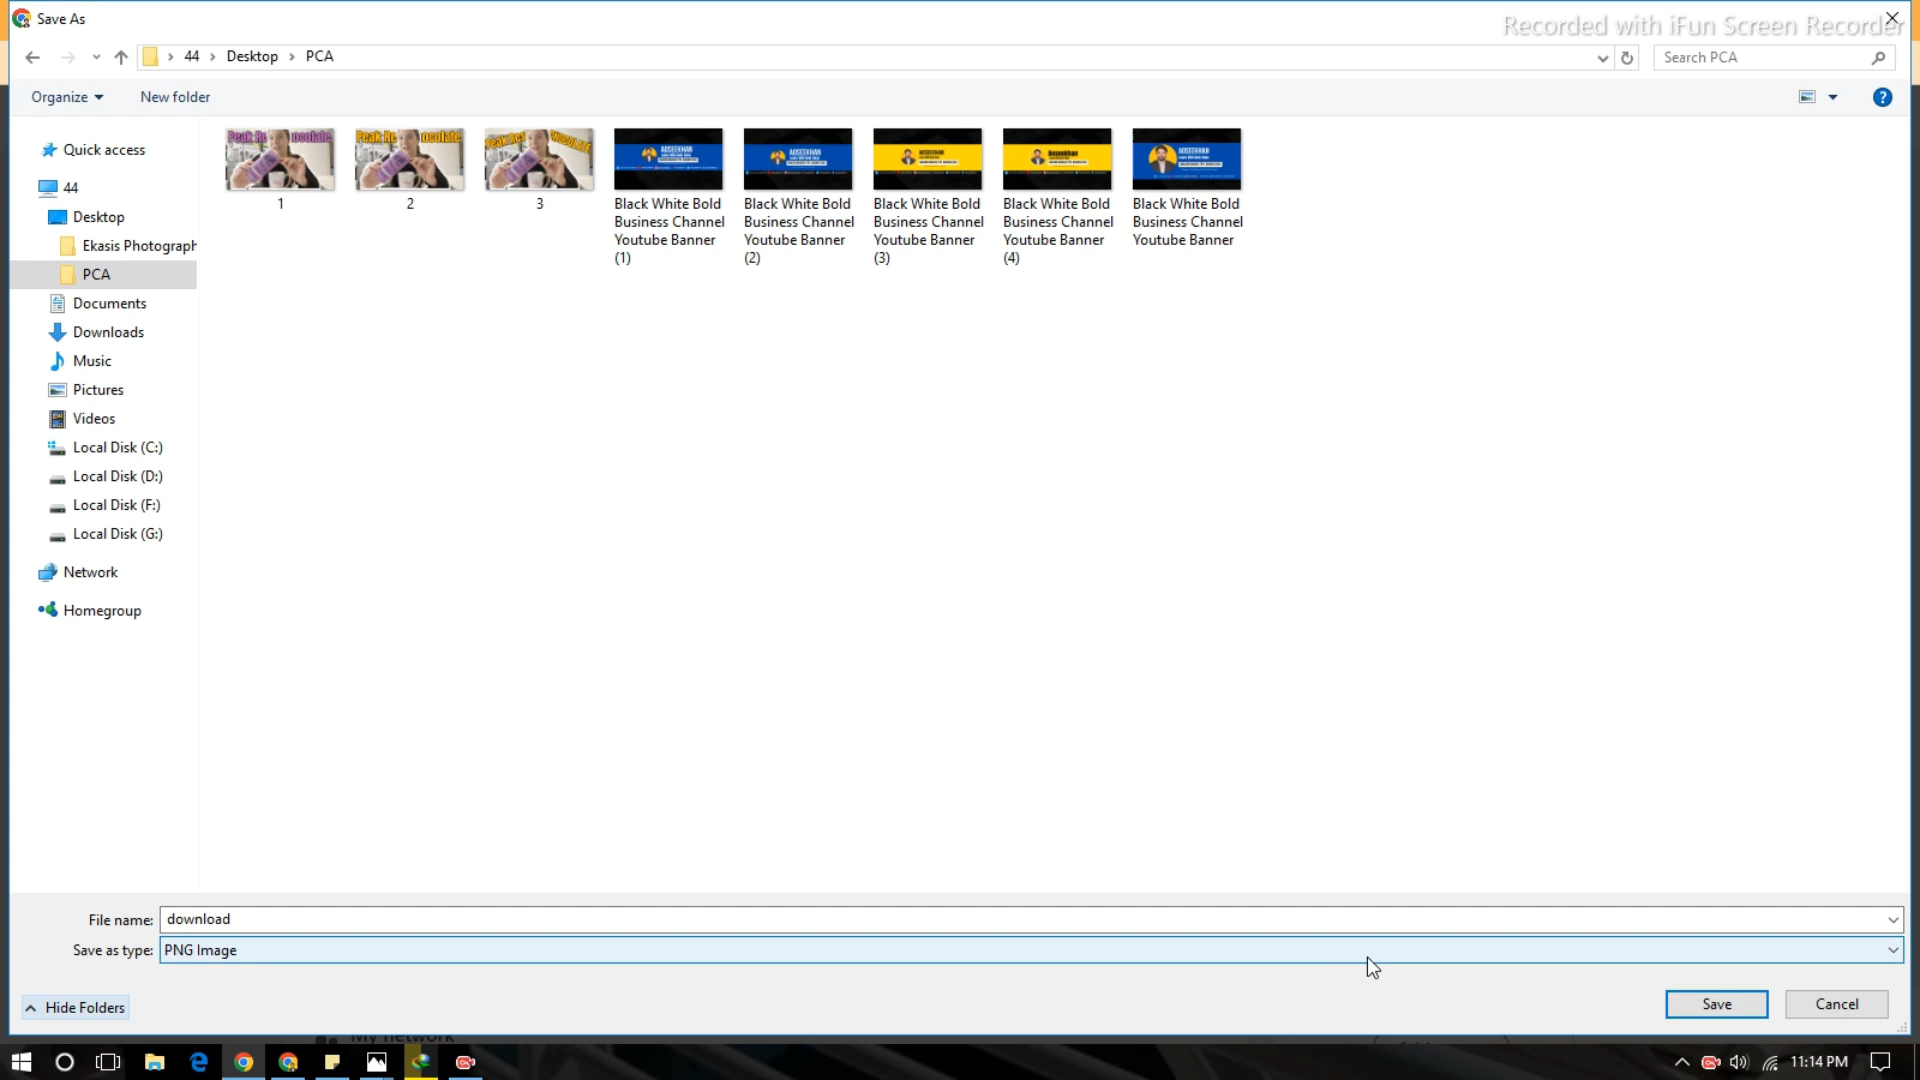 Save As
Recorded with iFun Screen Recorder
44 Desktop PCA
Search PCA
Organize
New folder
Quick access
44
Desktop
Ekasis Photograph
PCA
Documents
Downloads
Music
Pictures
Videos
Local Disk (C:)
Local Disk (D:)
Local Disk (F:)
Local Disk (G:)
Network
Homegroup
1
2
3
Black White Bold
Business Channel
Youtube Banner
(1)
Black White Bold
Business Channel
Youtube Banner
(2)
Black White Bold
Business Channel
Youtube Banner
(3)
Black White Bold
Business Channel
Youtube Banner
(4)
Black White Bold
Business Channel
Youtube Banner
File name: download
Save as type: PNG Image
Hide Folders
Save
Cancel
My network
11:14 PM